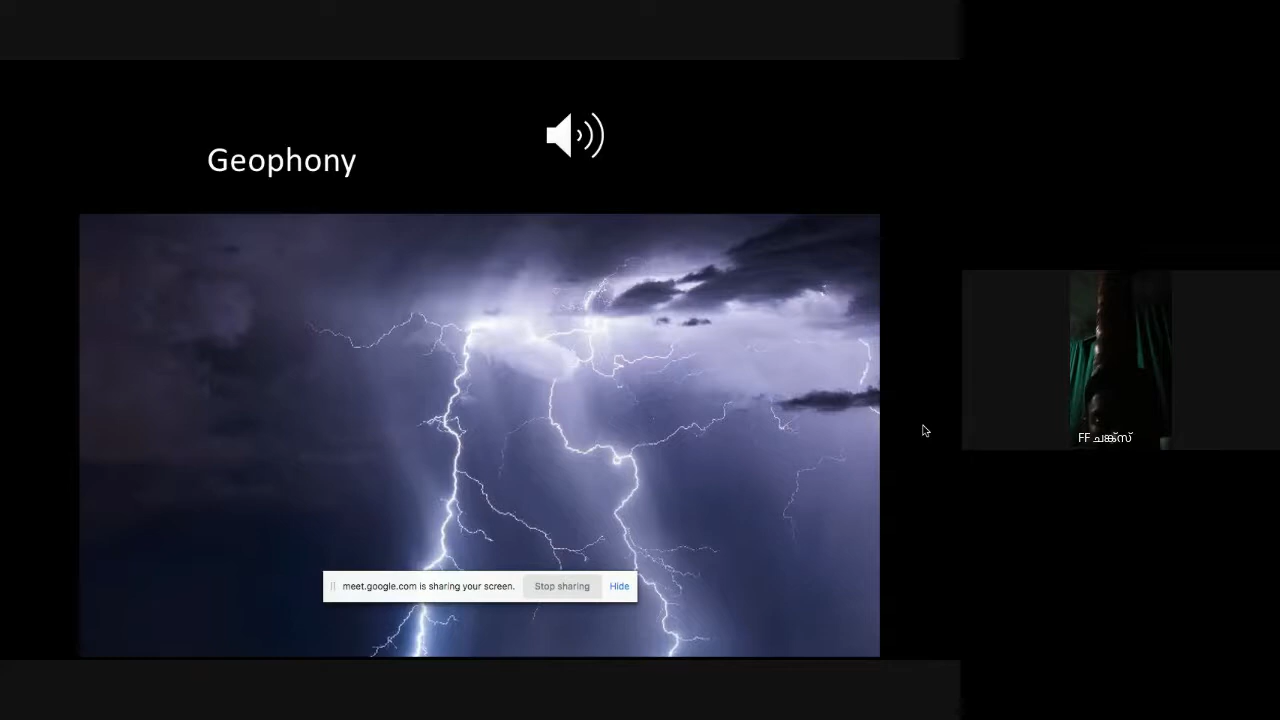 Geophony
meet.google.com is sharing your screen. Stop sharing Hide
FF ചങ്ക്സ്